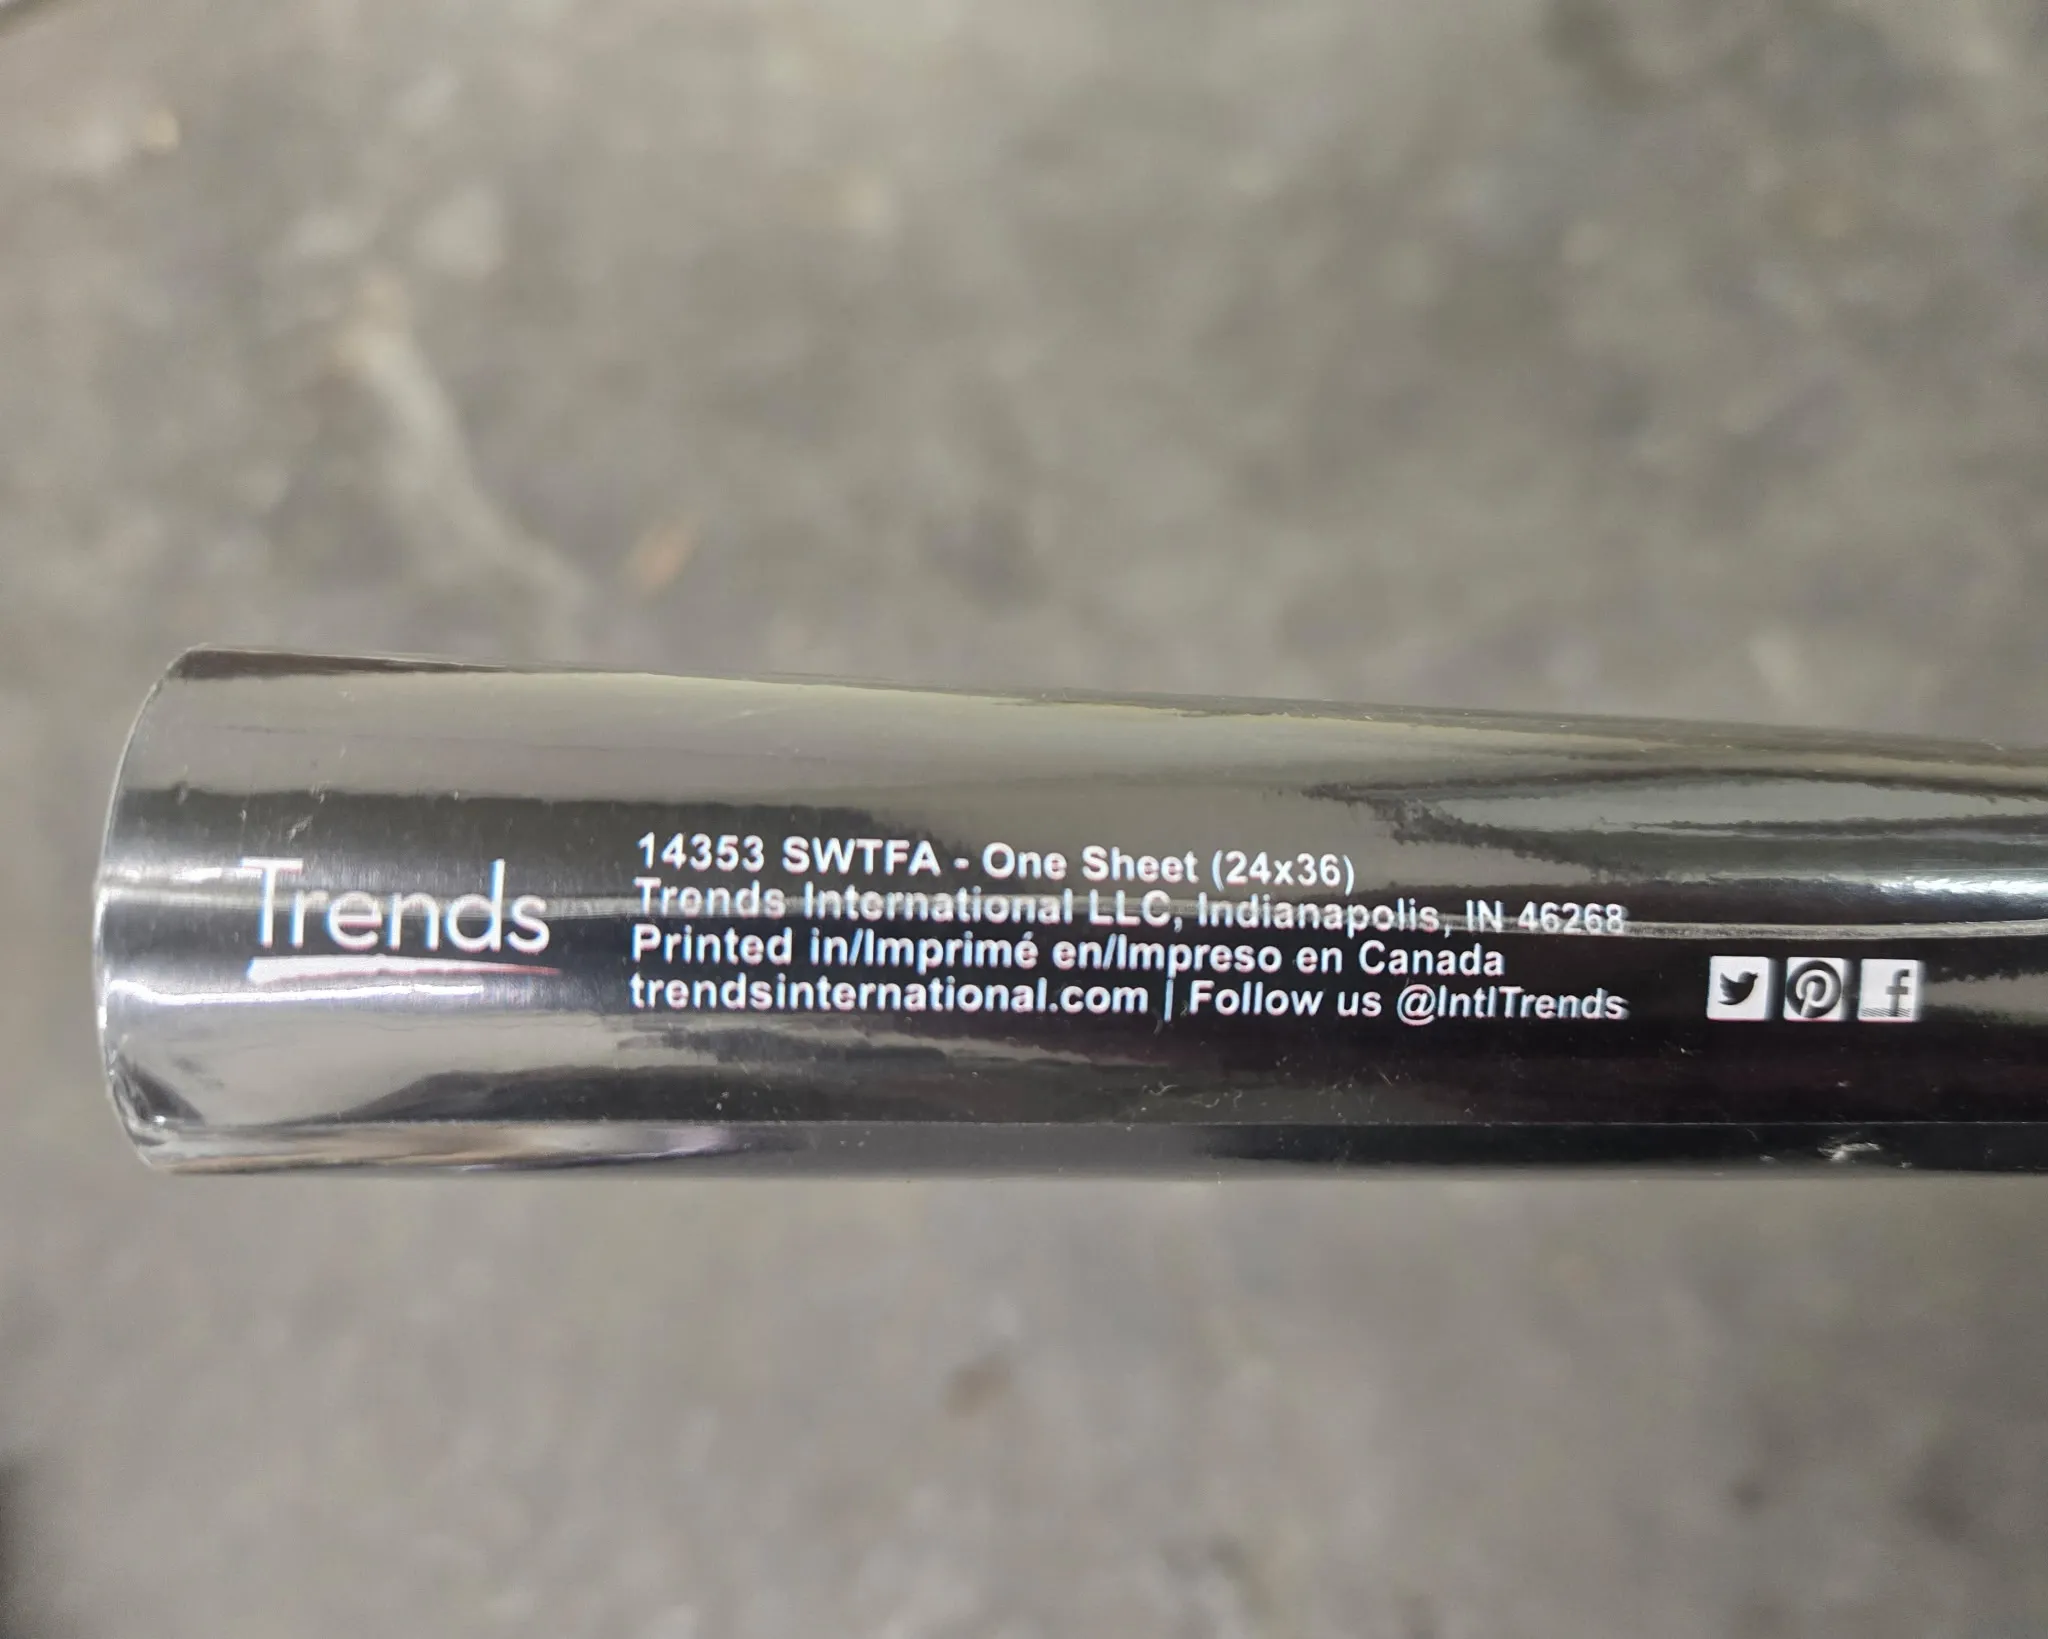 Trends
14353 SWTFA - One Sheet (24x36)
Trends International LLC, Indianapolis, IN 46268
Printed in/Imprimé en/Impreso en Canada
trendsinternational.com | Follow us @IntlTrends